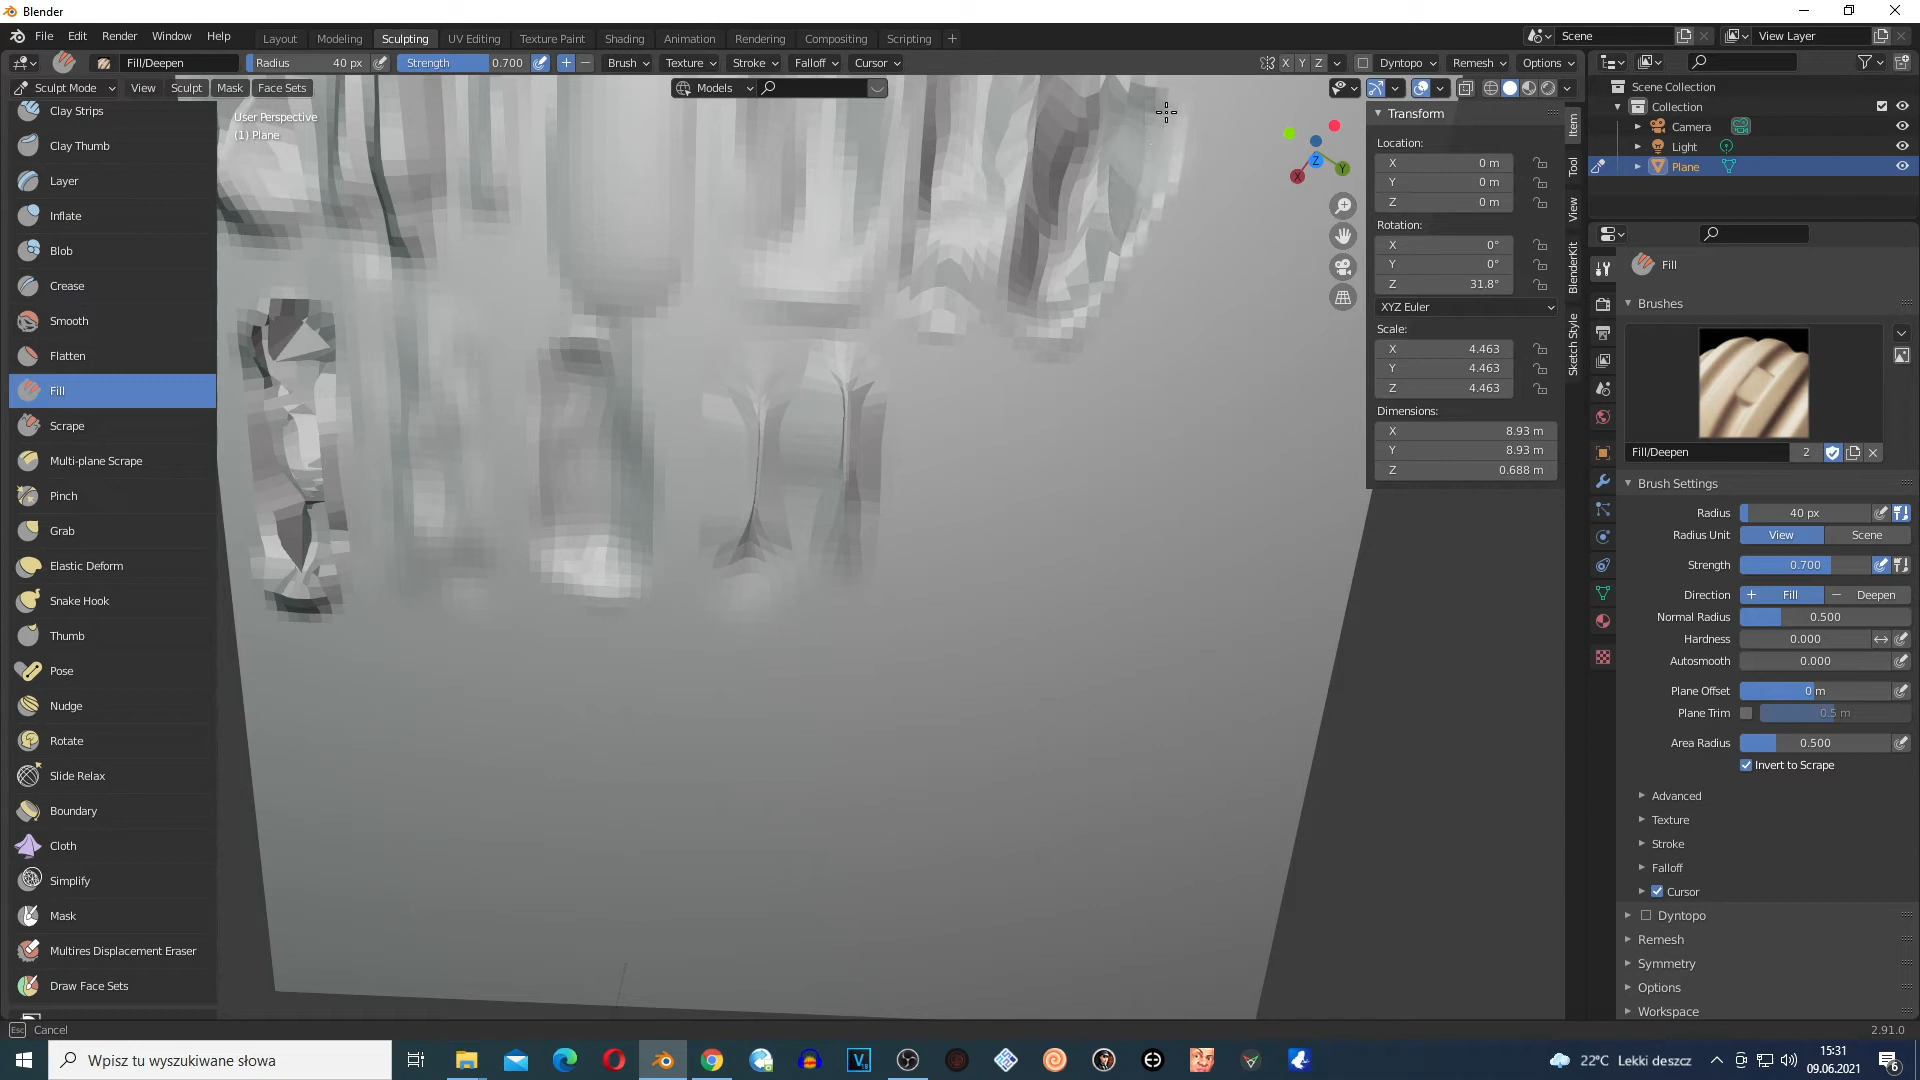 Blender
File Edit Render Window Help Layout Modeling Sculpting UV Editing Texture Paint Shading Animation Rendering Compositing Scripting + Scene View Layer
Fill/Deepen Radius 40 px Strength 0.700 + − Brush Texture Stroke Falloff Cursor X Y Z Dyntopo Remesh Options
Sculpt Mode View Sculpt Mask Face Sets Models
User Perspective
(1) Plane
Clay Strips
Clay Thumb
Layer
Inflate
Blob
Crease
Smooth
Flatten
Fill
Scrape
Multi-plane Scrape
Pinch
Grab
Elastic Deform
Snake Hook
Thumb
Pose
Nudge
Rotate
Slide Relax
Boundary
Cloth
Simplify
Mask
Multires Displacement Eraser
Draw Face Sets
X Y Z
Transform
Location:
X 0 m
Y 0 m
Z 0 m
Rotation:
X 0°
Y 0°
Z 31.8°
XYZ Euler
Scale:
X 4.463
Y 4.463
Z 4.463
Dimensions:
X 8.93 m
Y 8.93 m
Z 0.688 m
Item
Tool
View
BlenderKit
Sketch Style
Scene Collection
Collection
Camera
Light
Plane
Fill
Brushes
Fill/Deepen 2
Brush Settings
Radius 40 px
Radius Unit View Scene
Strength 0.700
Direction + Fill − Deepen
Normal Radius 0.500
Hardness 0.000
Autosmooth 0.000
Plane Offset 0 m
Plane Trim 0.5 m
Area Radius 0.500
Invert to Scrape
Advanced
Texture
Stroke
Falloff
Cursor
Dyntopo
Remesh
Symmetry
Options
Workspace
Esc Cancel 2.91.0
Wpisz tu wyszukiwane słowa 22°C Lekki deszcz 15:31
09.06.2021 6